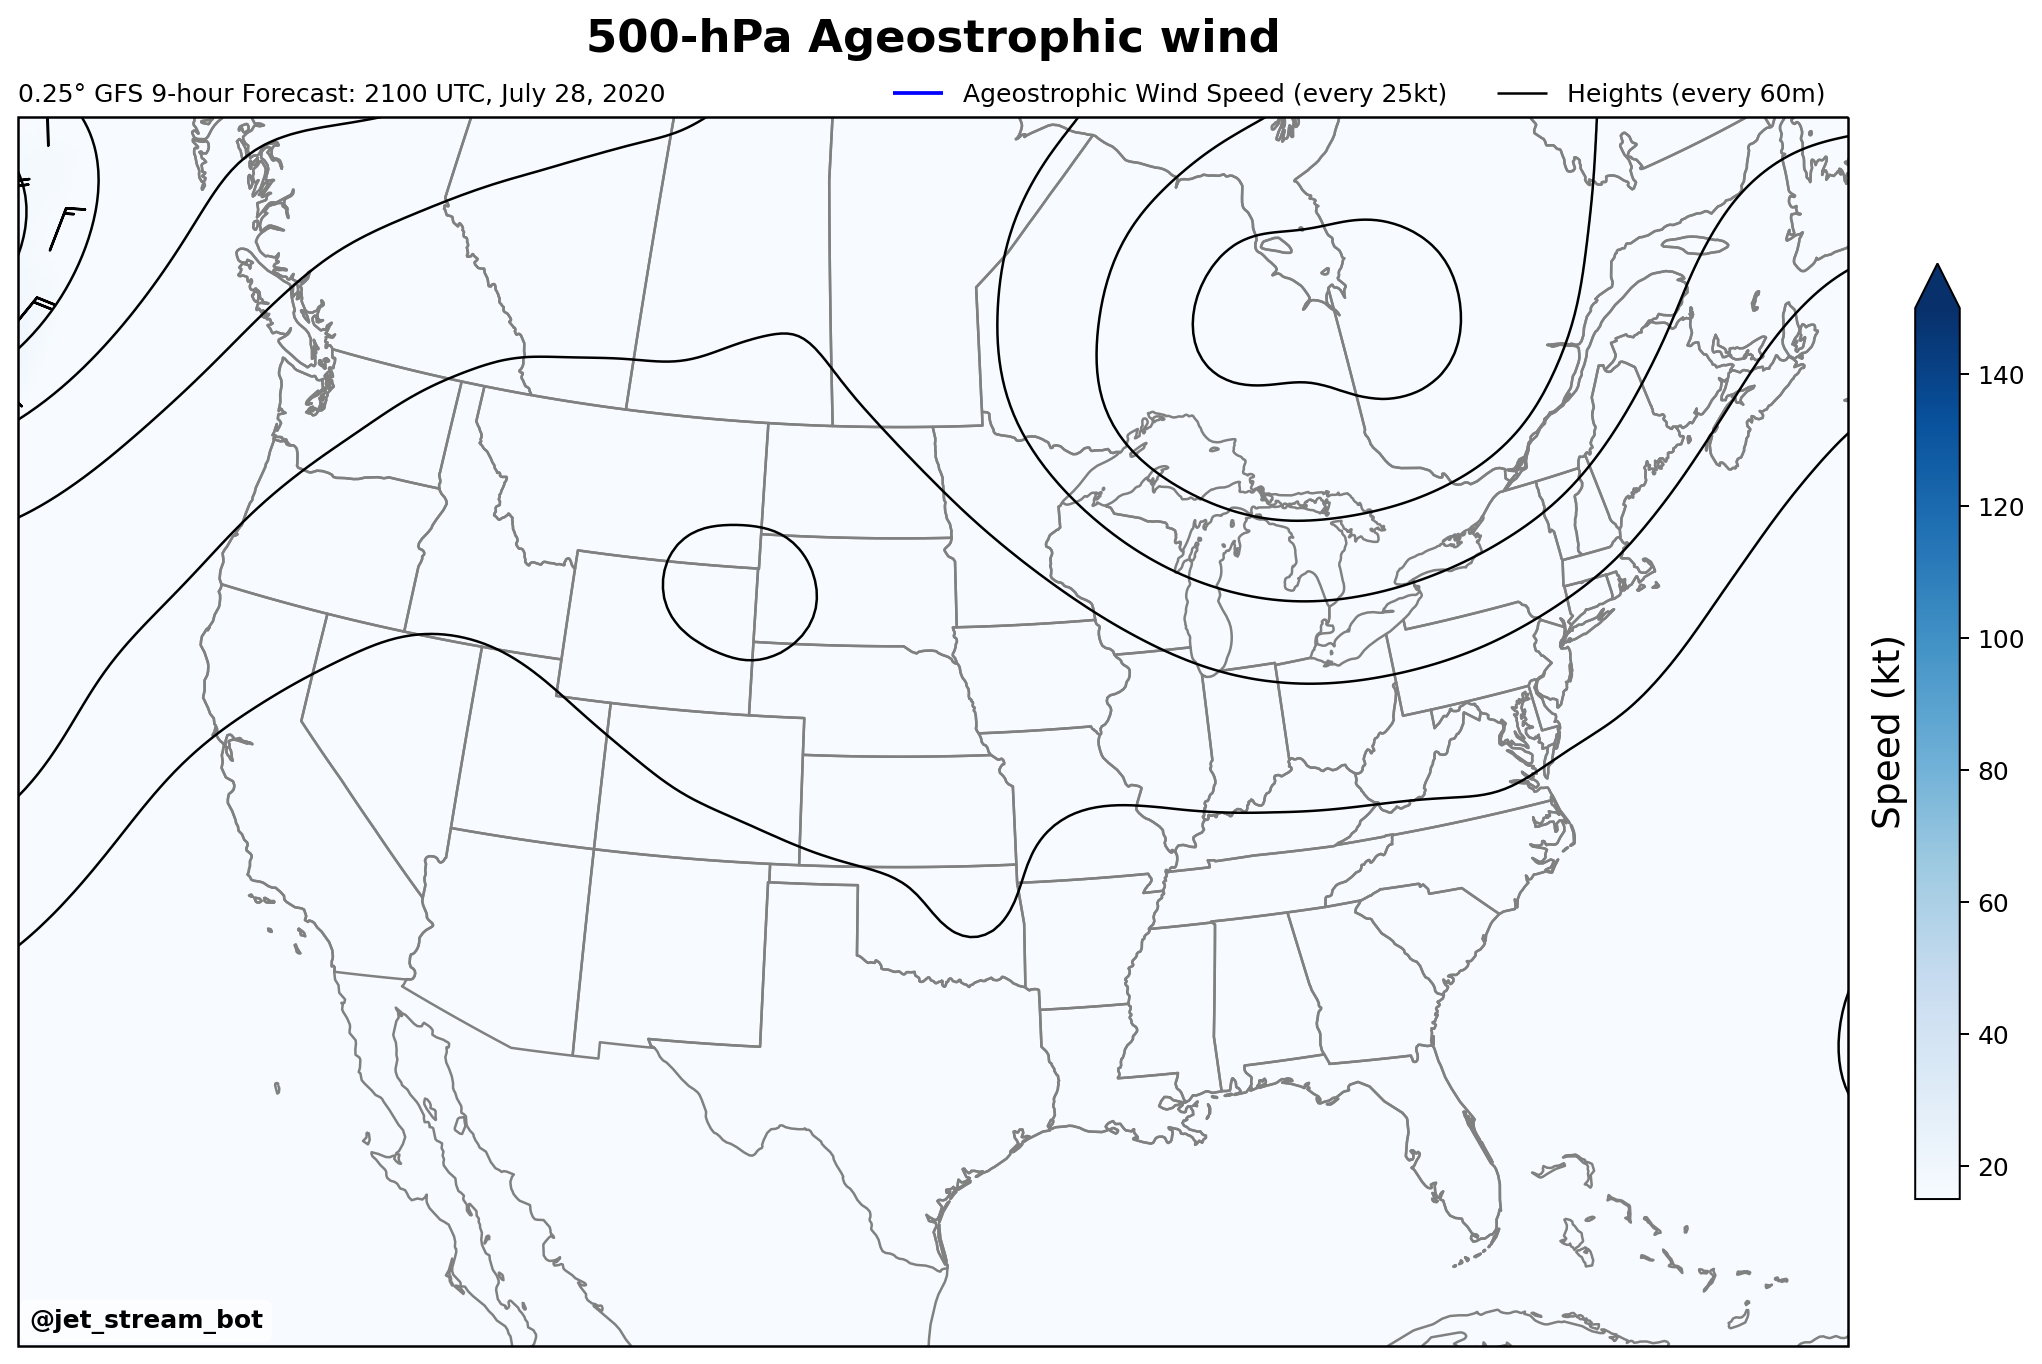 500-hPa Ageostrophic wind
0.25° GFS 9-hour Forecast: 2100 UTC, July 28, 2020
Ageostrophic Wind Speed (every 25kt)
Heights (every 60m)
140
120
100
80
60
40
20
Speed (kt)
@jet_stream_bot